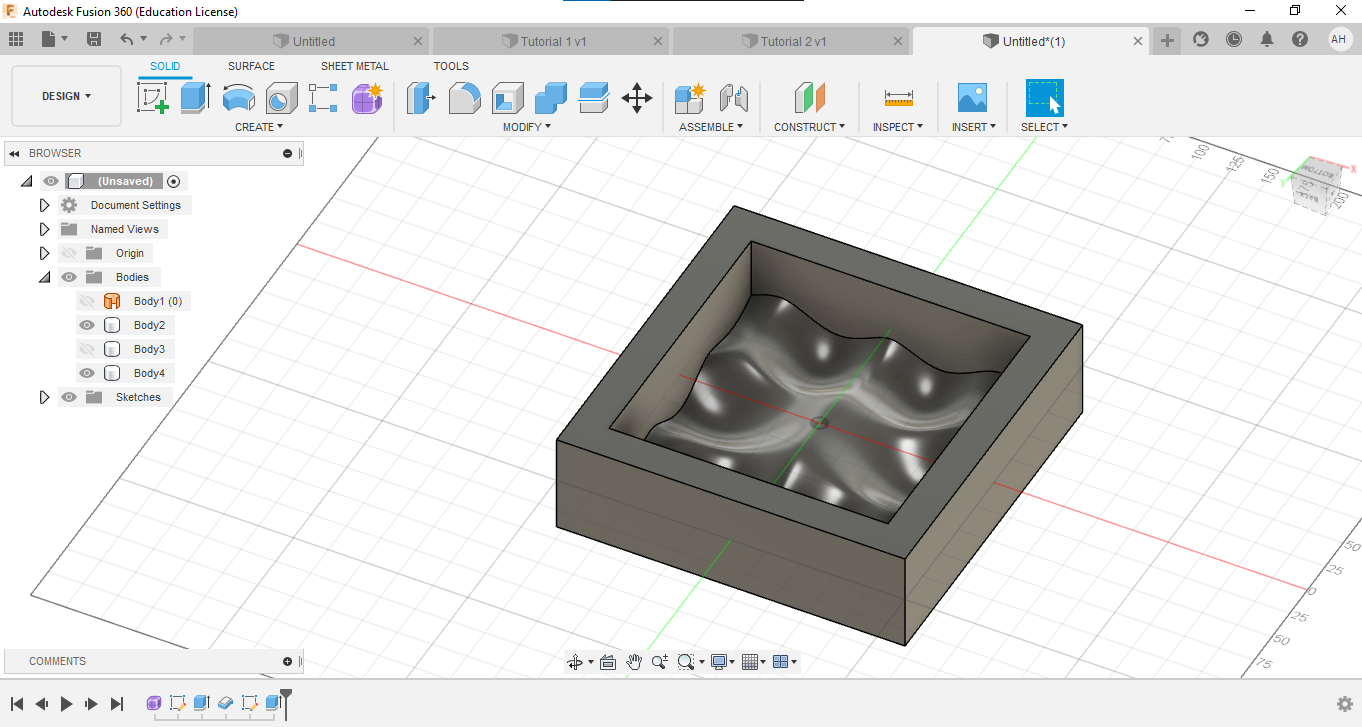 Autodesk Fusion 360 (Education License)
Untitled
Tutorial 1 v1
Tutorial 2 v1
Untitled*(1)
AH
DESIGN
SOLID SURFACE SHEET METAL TOOLS
CREATE MODIFY ASSEMBLE CONSTRUCT INSPECT INSERT SELECT
BROWSER
(Unsaved)
Document Settings
Named Views
Origin
Bodies
Body1 (0)
Body2
Body3
Body4
Sketches
100
125
150
200
BOTTOM
X
50
25
0
25
50
75
COMMENTS